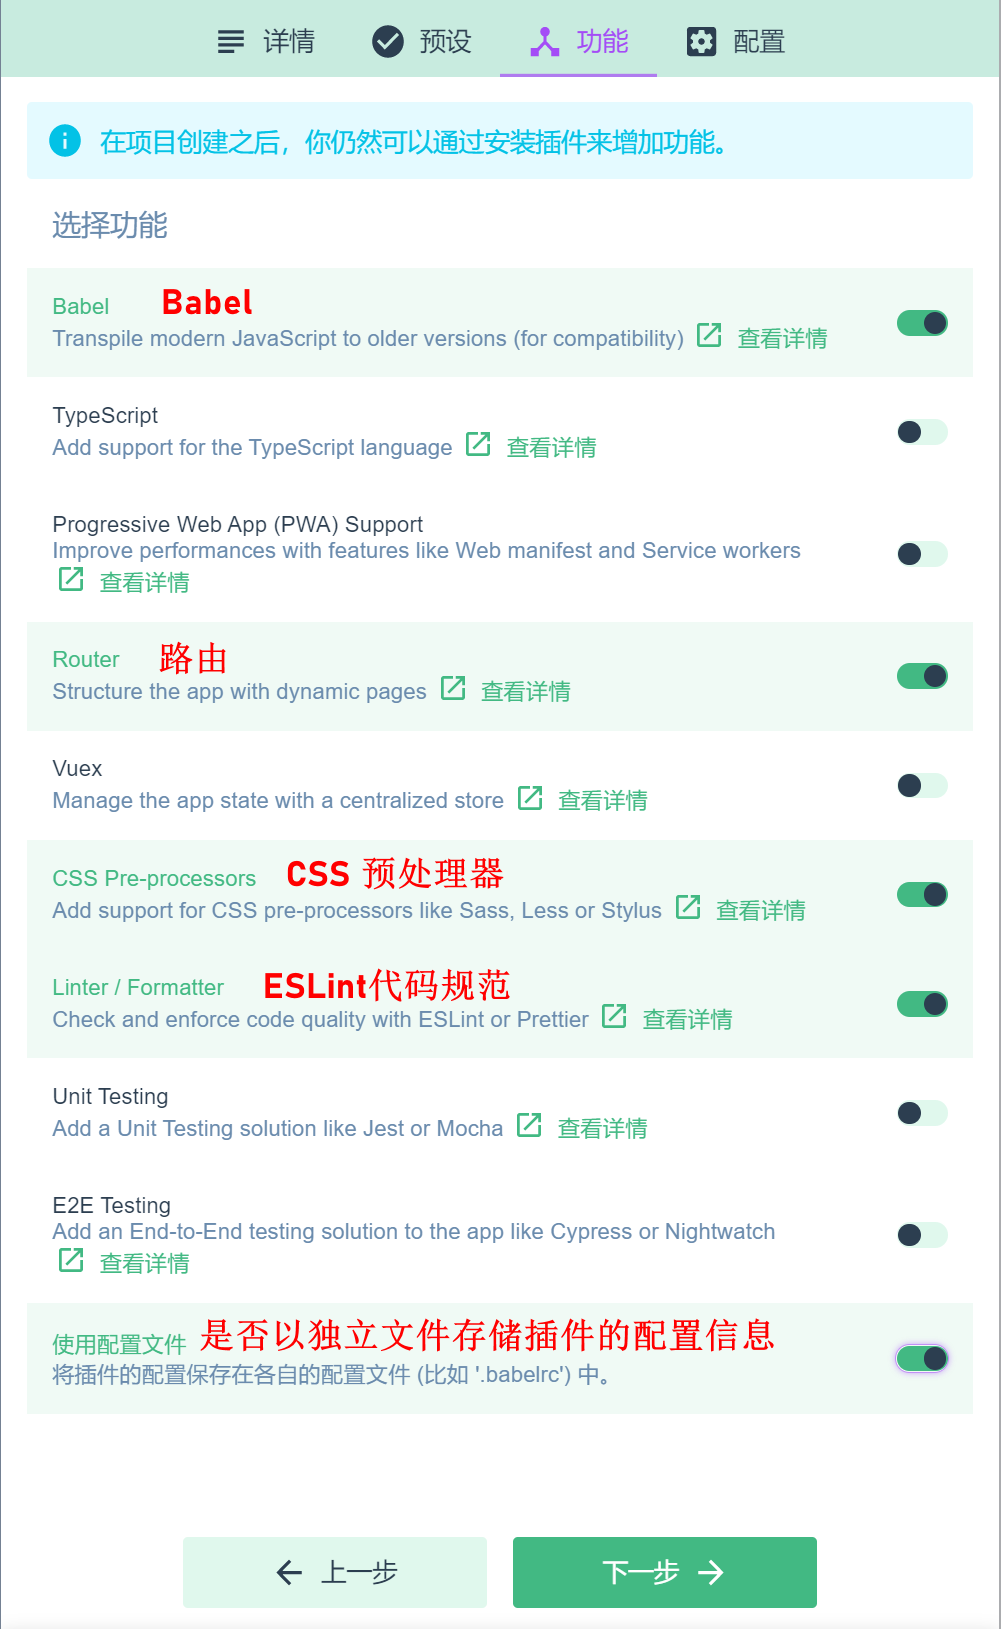 详情 预设 功能 配置
在项目创建之后，你仍然可以通过安装插件来增加功能。
选择功能
Babel Babel
Transpile modern JavaScript to older versions (for compatibility) 查看详情
TypeScript
Add support for the TypeScript language 查看详情
Progressive Web App (PWA) Support
Improve performances with features like Web manifest and Service workers
查看详情
Router 路由
Structure the app with dynamic pages 查看详情
Vuex
Manage the app state with a centralized store 查看详情
CSS Pre-processors CSS 预处理器
Add support for CSS pre-processors like Sass, Less or Stylus 查看详情
Linter / Formatter ESLint代码规范
Check and enforce code quality with ESLint or Prettier 查看详情
Unit Testing
Add a Unit Testing solution like Jest or Mocha 查看详情
E2E Testing
Add an End-to-End testing solution to the app like Cypress or Nightwatch
查看详情
使用配置文件 是否以独立文件存储插件的配置信息
将插件的配置保存在各自的配置文件 (比如 '.babelrc') 中。
上一步 下一步